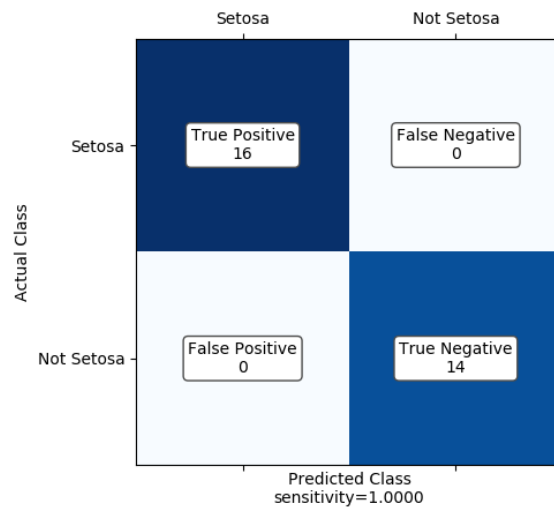 Setosa
Not Setosa
Actual Class
Setosa
True Positive
16
False Negative
0
Not Setosa
False Positive
0
True Negative
14
Predicted Class
sensitivity=1.0000